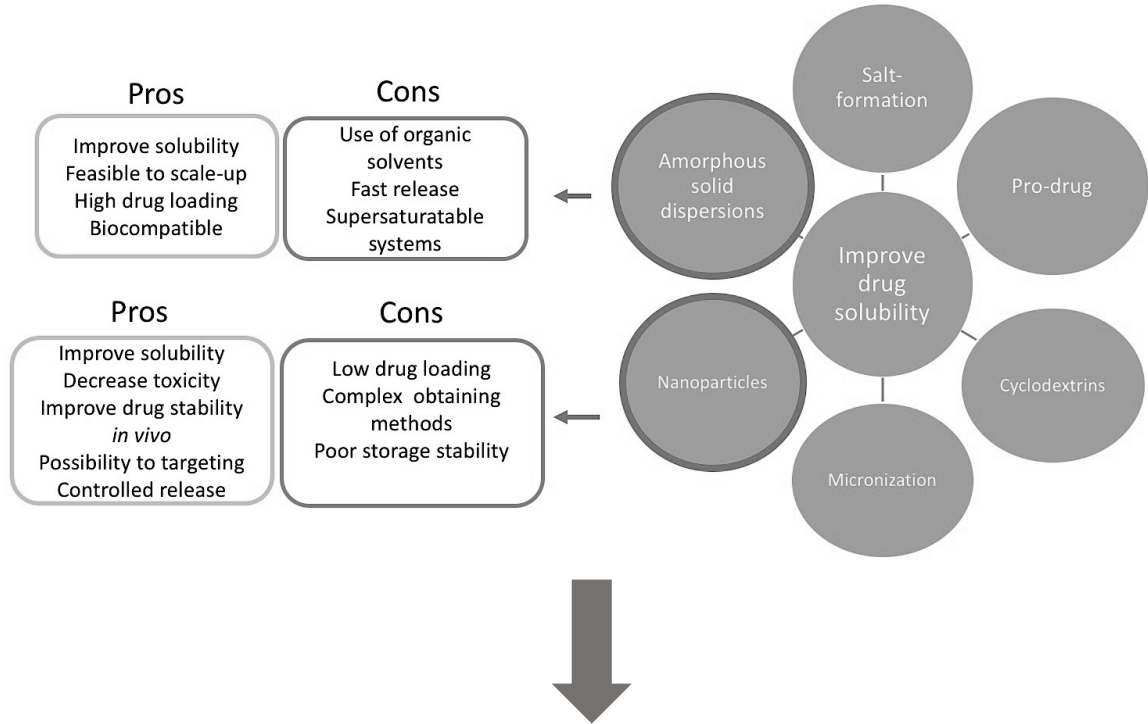 Pros
Improve solubility
Feasible to scale-up
High drug loading
Biocompatible
Cons
Use of organic
solvents
Fast release
Supersaturatable
systems
Pros
Improve solubility
Decrease toxicity
Improve drug stability
in vivo
Possibility to targeting
Controlled release
Cons
Low drug loading
Complex obtaining
methods
Poor storage stability
Salt-
formation
Amorphous
solid
dispersions
Pro-drug
Improve
drug
solubility
Nanoparticles
Cyclodextrins
Micronization